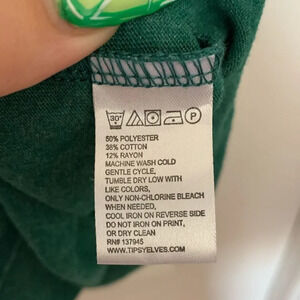 30°
P
50% POLYESTER
38% COTTON
12% RAYON
MACHINE WASH COLD
GENTLE CYCLE,
TUMBLE DRY LOW WITH
LIKE COLORS,
ONLY NON-CHLORINE BLEACH
WHEN NEEDED,
COOL IRON ON REVERSE SIDE
DO NOT IRON ON PRINT,
OR DRY CLEAN
RN# 137945
WWW.TIPSYELVES.COM